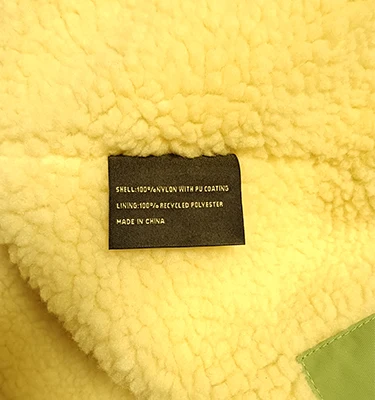 SHELL:100%NYLON WITH PU COATING
LINING:100%RECYCLED POLYESTER
MADE IN CHINA